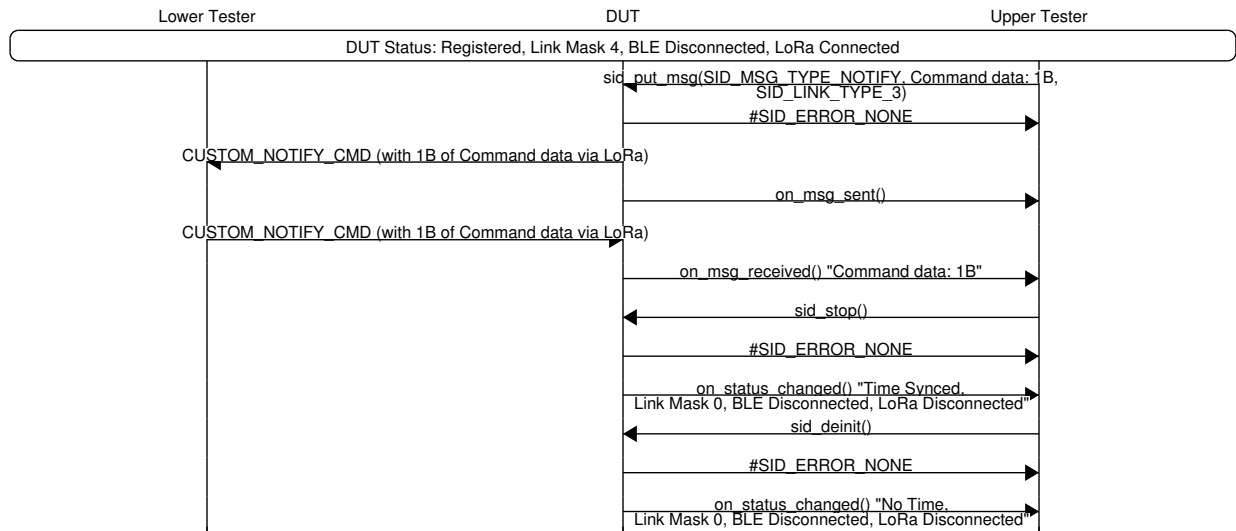 Lower Tester
DUT
Upper Tester
DUT Status: Registered, Link Mask 4, BLE Disconnected, LoRa Connected
sid_put_msg(SID_MSG_TYPE_NOTIFY, Command data: 1B,
SID_LINK_TYPE_3)
#SID_ERROR_NONE
CUSTOM_NOTIFY_CMD (with 1B of Command data via LoRa)
on_msg_sent()
CUSTOM_NOTIFY_CMD (with 1B of Command data via LoRa)
on_msg_received() "Command data: 1B"
sid_stop()
#SID_ERROR_NONE
on_status_changed() "Time Synced,
Link Mask 0, BLE Disconnected, LoRa Disconnected"
sid_deinit()
#SID_ERROR_NONE
on_status_changed() "No Time,
Link Mask 0, BLE Disconnected, LoRa Disconnected"